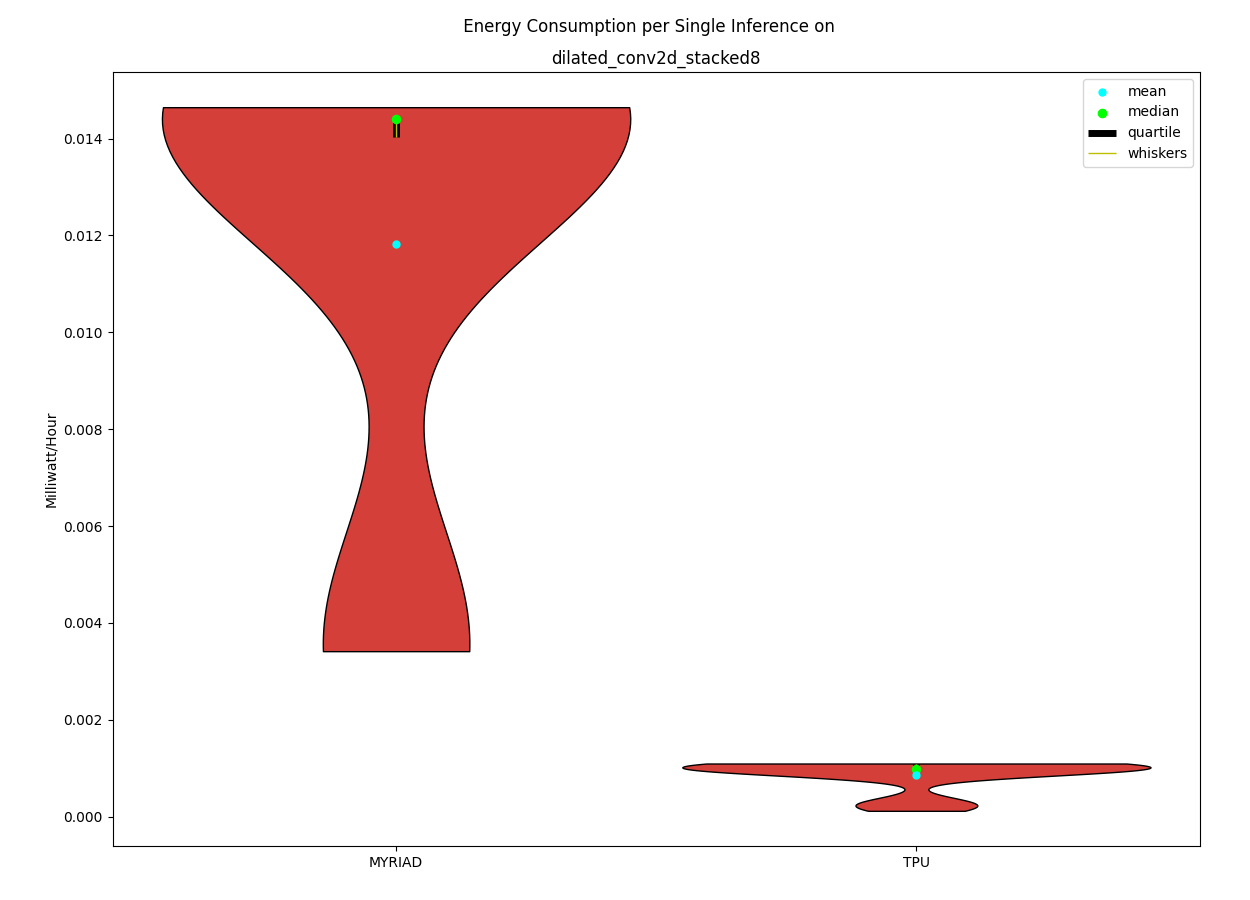 Energy Consumption per Single Inference on
dilated_conv2d_stacked8
mean
median
quartile
whiskers
0.014
0.012
0.010
0.008
0.006
0.004
0.002
0.000
Milliwatt/Hour
MYRIAD
TPU